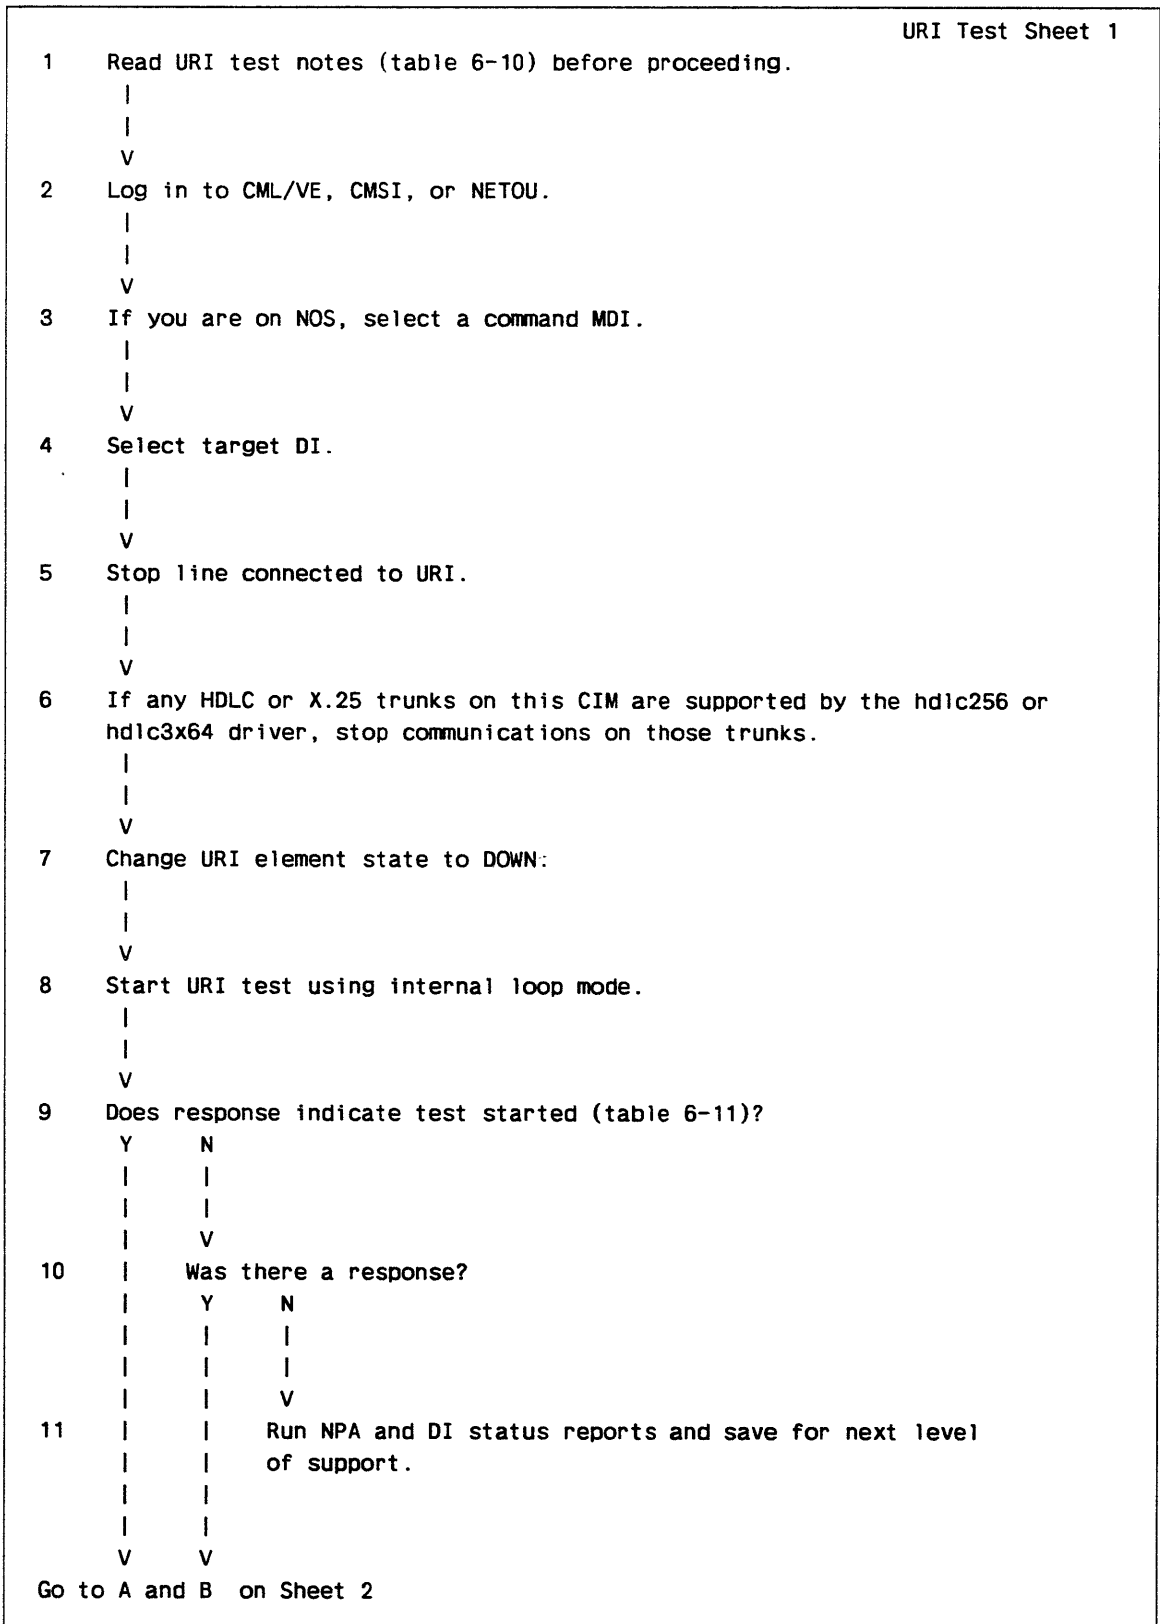 URI Test Sheet 1
1 Read URI test notes (table 6-10) before proceeding.
2 Log in to CML/VE, CMSI, or NETOU.
3 If you are on NOS, select a command MDI.
4 Select target DI.
5 Stop line connected to URI.
6 If any HDLC or X.25 trunks on this CIM are supported by the hdlc256 or
hdlc3x64 driver, stop communications on those trunks.
7 Change URI element state to DOWN:
8 Start URI test using internal loop mode.
9 Does response indicate test started (table 6-11)?
Y N
10 Was there a response?
Y N
11 Run NPA and DI status reports and save for next level
of support.
Go to A and B on Sheet 2